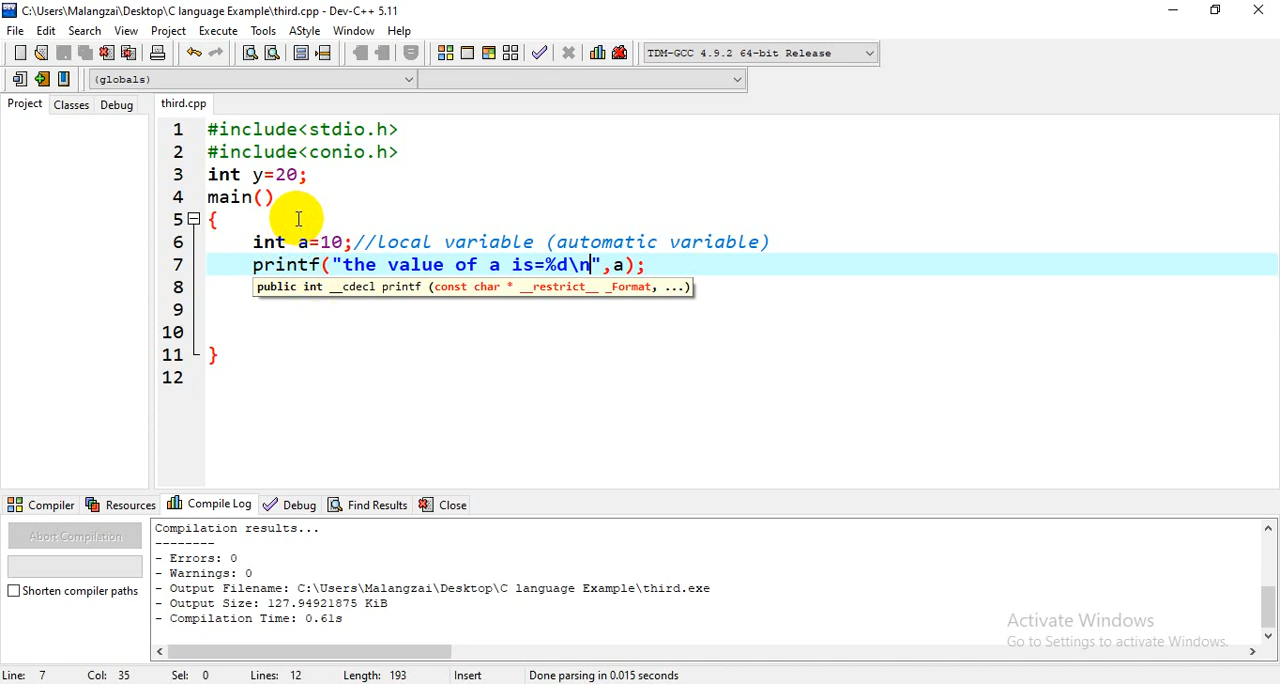 C:\Users\Malangzai\Desktop\C language Example\third.cpp - Dev-C++ 5.11
File Edit Search View Project Execute Tools AStyle Window Help
TDM-GCC 4.9.2 64-bit Release
(globals)
Project Classes Debug third.cpp
1 #include<stdio.h>
2 #include<conio.h>
3 int y=20;
4 main()
5 {
6 int a=10;//local variable (automatic variable)
7 printf("the value of a is=%d\n",a);
8 public int __cdecl printf (const char * __restrict__ _Format, ...)
9
10
11 }
12
Compiler Resources Compile Log Debug Find Results Close
Abort Compilation
Shorten compiler paths
Compilation results...
--------
- Errors: 0
- Warnings: 0
- Output Filename: C:\Users\Malangzai\Desktop\C language Example\third.exe
- Output Size: 127.94921875 KiB
- Compilation Time: 0.61s
Activate Windows
Go to Settings to activate Windows.
Line: 7 Col: 35 Sel: 0 Lines: 12 Length: 193 Insert Done parsing in 0.015 seconds